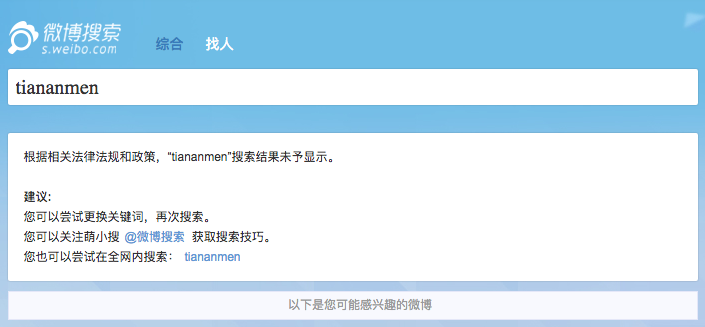 微博搜索
s.weibo.com
综合 找人
tiananmen
根据相关法律法规和政策，“tiananmen”搜索结果未予显示。
建议:
您可以尝试更换关键词，再次搜索。
您可以关注萌小搜 @微博搜索 获取搜索技巧。
您也可以尝试在全网内搜索： tiananmen
以下是您可能感兴趣的微博